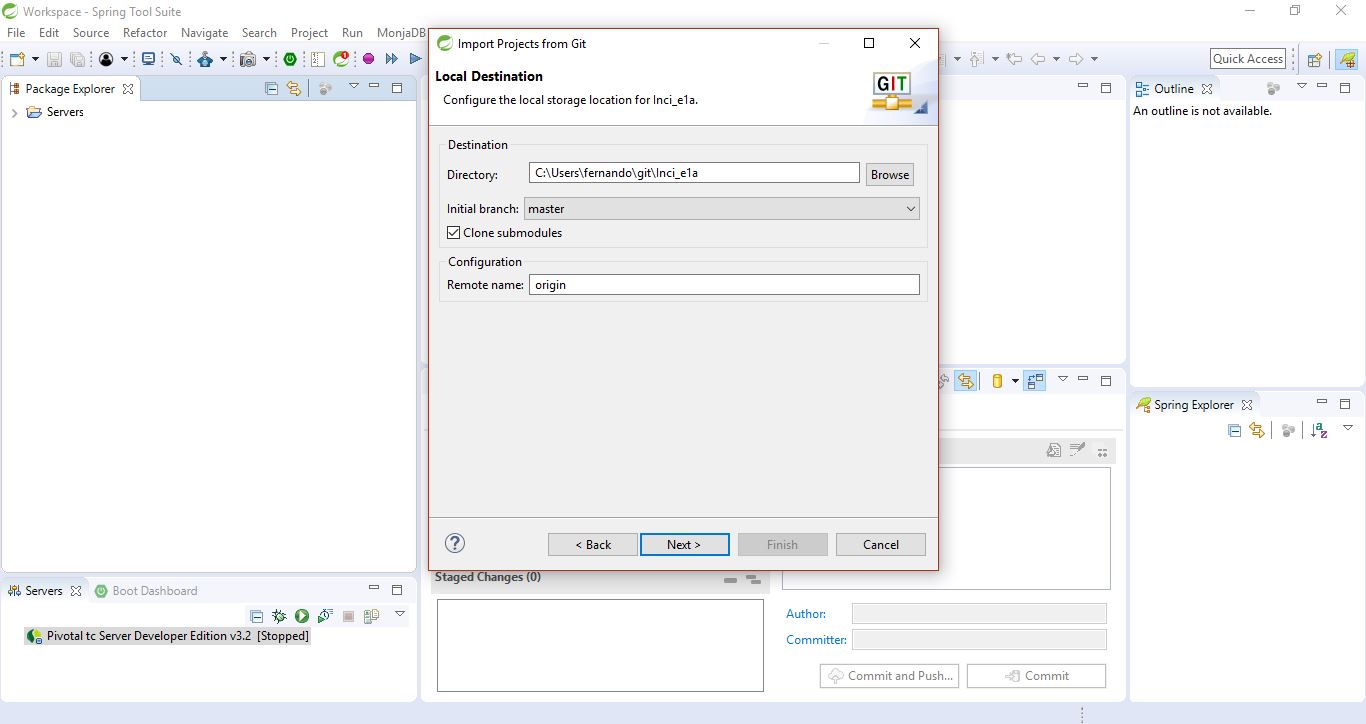 Workspace - Spring Tool Suite
File Edit Source Refactor Navigate Search Project Run MonjaDB
Quick Access
Package Explorer
Servers
Import Projects from Git
Local Destination
Configure the local storage location for Inci_e1a.
GIT
Destination
Directory: C:\Users\fernando\git\Inci_e1a Browse
Initial branch: master
Clone submodules
Configuration
Remote name: origin
< Back Next > Finish Cancel
Outline
An outline is not available.
Spring Explorer
Servers Boot Dashboard
Pivotal tc Server Developer Edition v3.2 [Stopped]
Staged Changes (0)
Author:
Committer:
Commit and Push... Commit